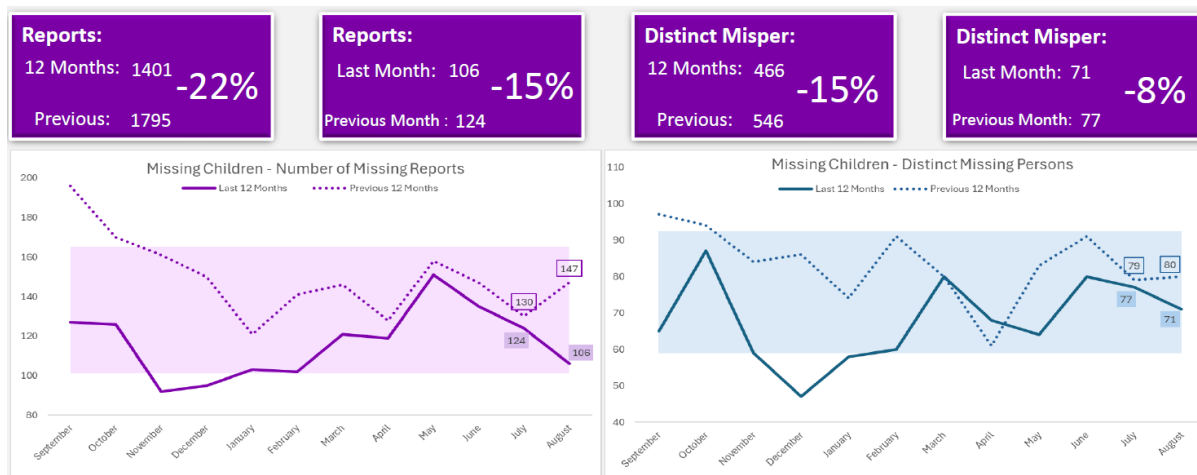 Reports:
12 Months: 1401
-22%
Previous: 1795
Reports:
Last Month: 106
-15%
Previous Month : 124
Distinct Misper:
12 Months: 466
-15%
Previous: 546
Distinct Misper:
Last Month: 71
-8%
Previous Month: 77
Missing Children - Number of Missing Reports
Last 12 Months
Previous 12 Months
200
180
160
140
120
100
80
147
130
124
106
September
October
November
December
January
February
March
April
May
June
July
August
Missing Children - Distinct Missing Persons
Last 12 Months
Previous 12 Months
110
100
90
80
70
60
50
40
79
80
77
71
September
October
November
December
January
February
March
April
May
June
July
August